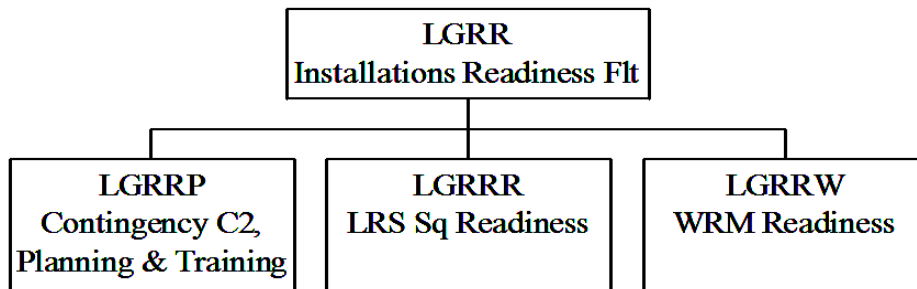 LGRR
Installations Readiness Flt
LGRRP
Contingency C2,
Planning & Training
LGRRR
LRS Sq Readiness
LGRRW
WRM Readiness